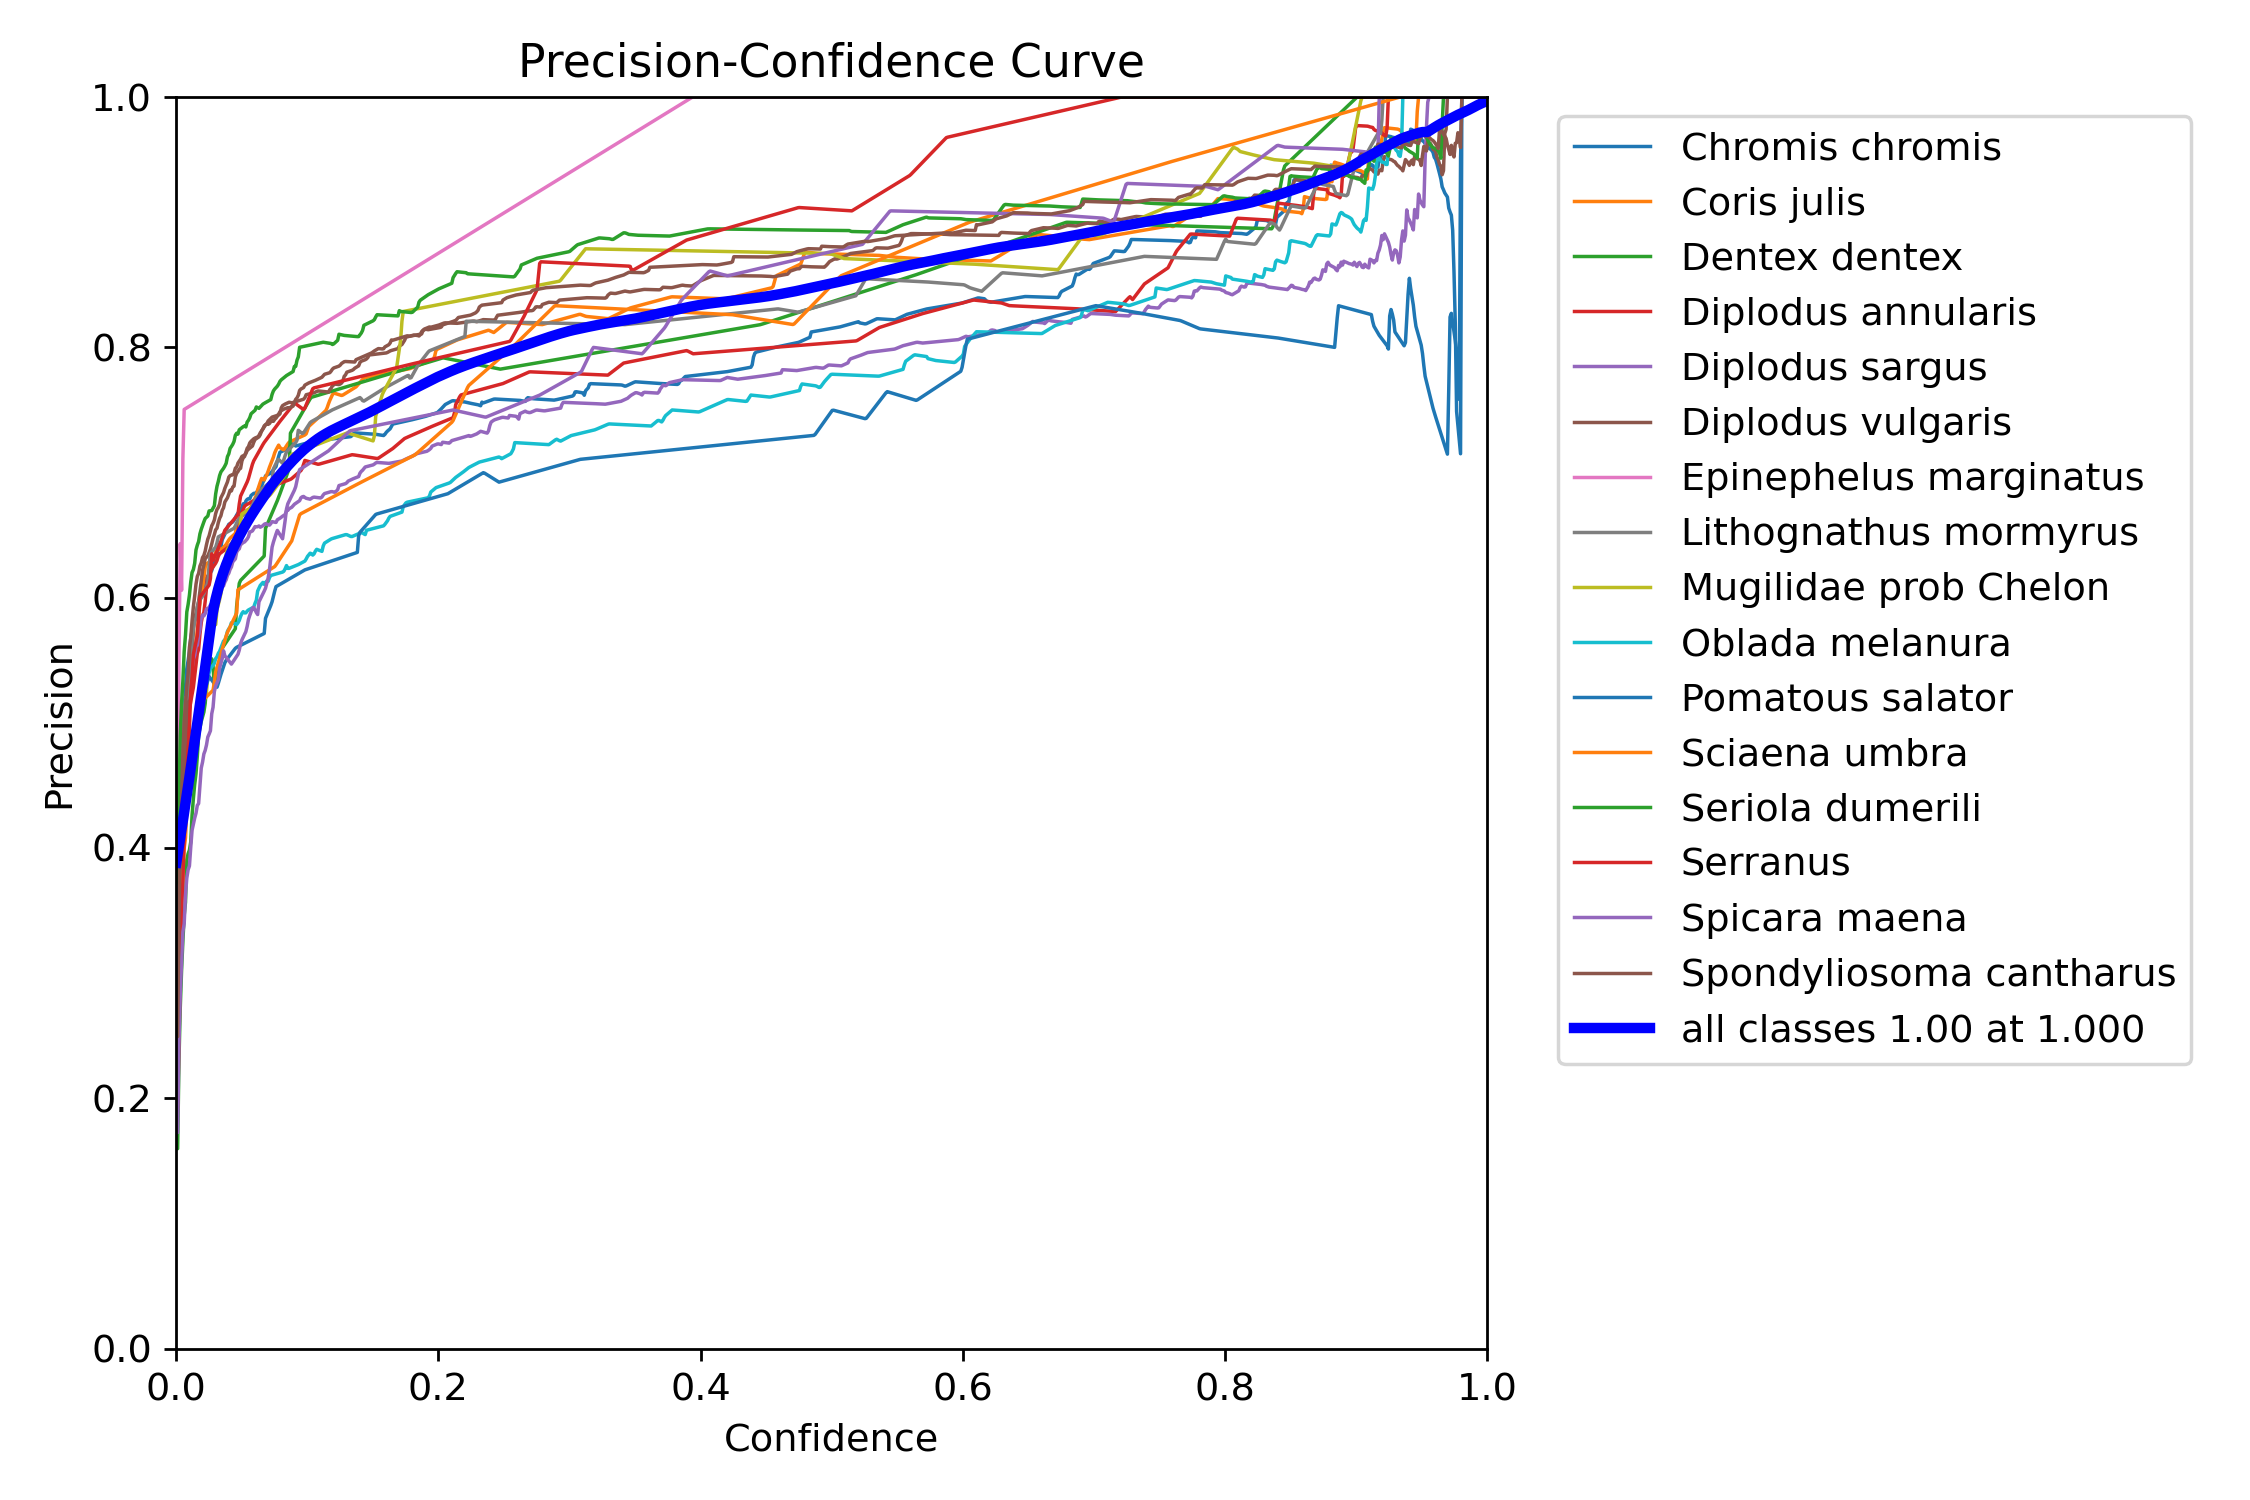 Precision-Confidence Curve
1.0
0.8
0.6
0.4
0.2
0.0
Precision
0.0 0.2 0.4 0.6 0.8 1.0
Confidence
Chromis chromis
Coris julis
Dentex dentex
Diplodus annularis
Diplodus sargus
Diplodus vulgaris
Epinephelus marginatus
Lithognathus mormyrus
Mugilidae prob Chelon
Oblada melanura
Pomatous salator
Sciaena umbra
Seriola dumerili
Serranus
Spicara maena
Spondyliosoma cantharus
all classes 1.00 at 1.000